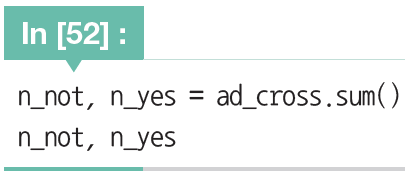 In [52] :
n_not, n_yes = ad_cross.sum()
n_not, n_yes